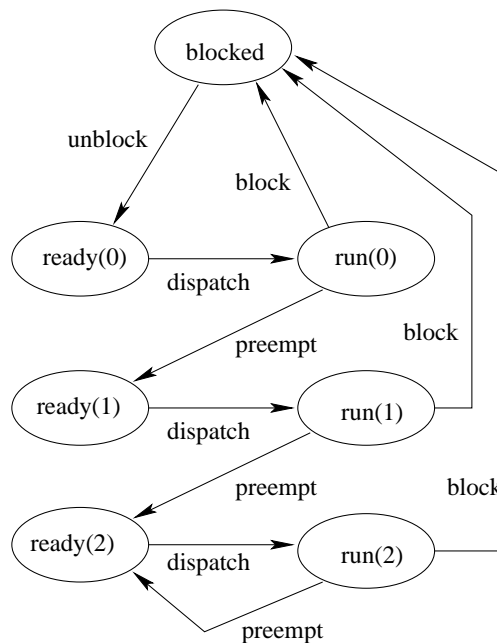 blocked
unblock
block
ready(0)
run(0)
dispatch
preempt
block
ready(1)
run(1)
dispatch
preempt
block
ready(2)
run(2)
dispatch
preempt